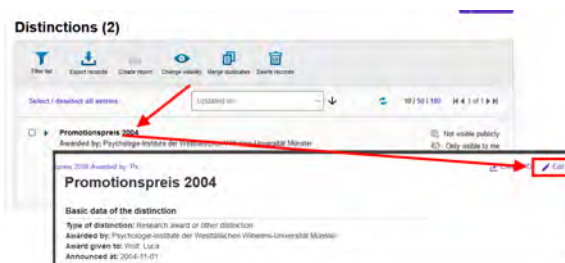 Distinctions (2)
Filter list Export records Create report Change visibility Merge duplicates Delete records
Select / deselect all entries Updated on 10 | 50 | 100 1 of 1
Promotionspreis 2004 Not visible publicly
Awarded by: Psychologie-Institute der Westfälischen Wilhelms-Universität Münster Only visible to me
2004 Awarded by:
Promotionspreis 2004
Basic data of the distinction
Type of distinction: Research award or other distinction
Awarded by: Psychologie-Institute der Westfälischen Wilhelms-Universität Münster
Award given to: Wolf, Luca
Announced at: 2004-11-01